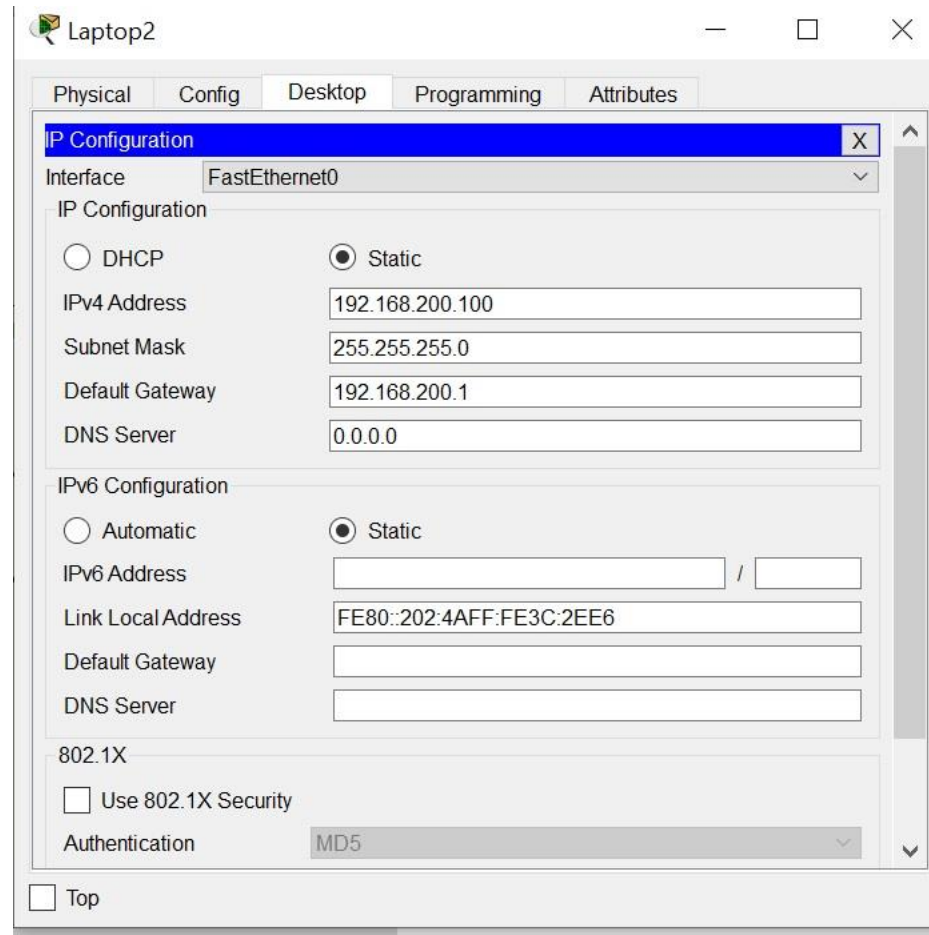 Laptop2
Physical Config Desktop Programming Attributes
IP Configuration X
Interface FastEthernet0
IP Configuration
DHCP Static
IPv4 Address 192.168.200.100
Subnet Mask 255.255.255.0
Default Gateway 192.168.200.1
DNS Server 0.0.0.0
IPv6 Configuration
Automatic Static
IPv6 Address /
Link Local Address FE80::202:4AFF:FE3C:2EE6
Default Gateway
DNS Server
802.1X
Use 802.1X Security
Authentication MD5
Top